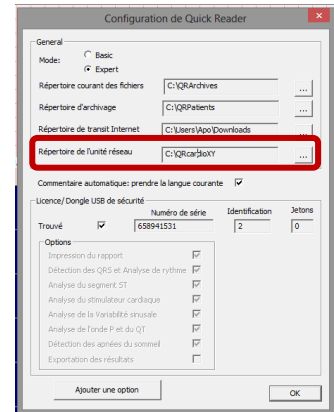 Configuration de Quick Reader
General
Mode: Basic
Expert
Répertoire courant des fichiers C:\QRArchives ...
Répertoire d'archivage C:\QRPatients ...
Répertoire de transit Internet C:\Users\Apo\Downloads ...
Répertoire de l'unité réseau C:\QRcardioXY ...
Commentaire automatique: prendre la langue courante
Licence/ Dongle USB de sécurité
Numéro de série Identification Jetons
Trouvé 658941531 2 0
Options
Impression du rapport
Détection des QRS et Analyse de rythme
Analyse du segment ST
Analyse du stimulateur cardiaque
Analyse de la Variabilité sinusale
Analyse de l'onde P et du QT
Détection des apnées du sommeil
Exportation des résultats
Ajouter une option OK